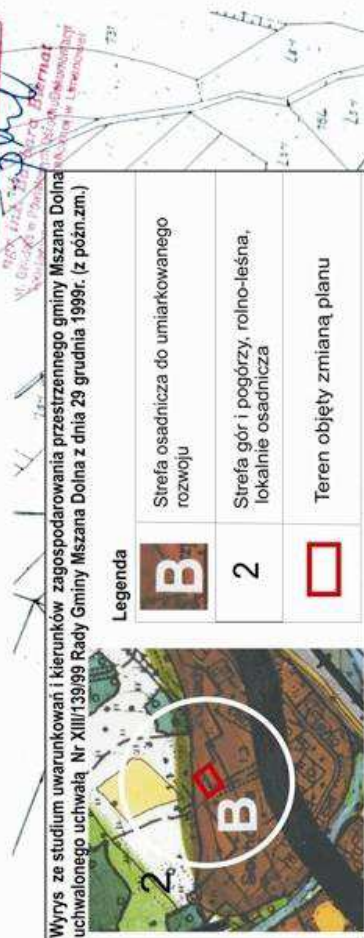 Wyrys ze studium uwarunkowań i kierunków zagospodarowania przestrzennego gminy Mszana Dolna
uchwalonego uchwałą Nr XIII/139/99 Rady Gminy Mszana Dolna z dnia 29 grudnia 1999r. (z późn.zm.)
Legenda
B
Strefa osadnicza do umiarkowanego
rozwoju
2
Strefa gór i pogórzy, rolno-leśna,
lokalnie osadnicza
Teren objęty zmianą planu
2
B